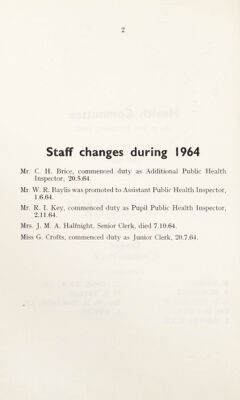 2
Staff changes during 1964
Mr. C. H. Brice, commenced duty as Additional Public Health
Inspector, 20.5.64.
Mr. W. R. Baylis was promoted to Assistant Public Health Inspector,
1.6.64.
Mr. R. I. Key, commenced duty as Pupil Public Health Inspector,
2.11.64.
Mrs. J. M. A. Halfnight, Senior Clerk, died 7.10.64.
Miss G. Crofts, commenced duty as Junior Clerk, 20.7.64.